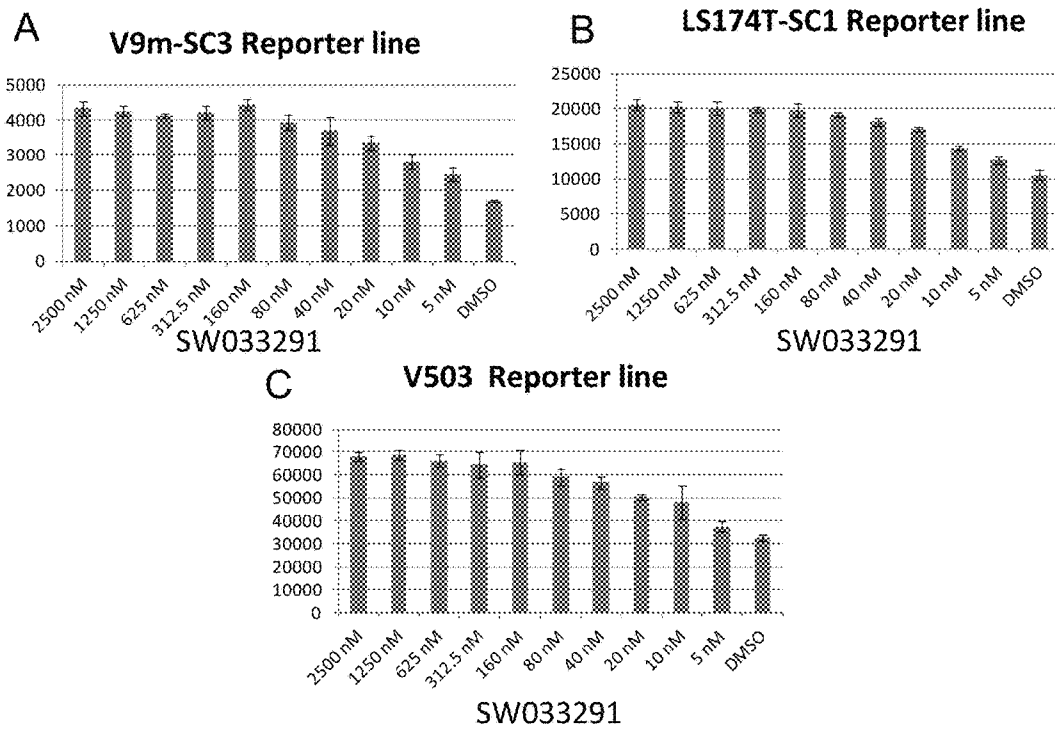 A
V9m-SC3 Reporter line
5000
4000
3000
2000
1000
0
2500 nM
1250 nM
625 nM
312.5 nM
160 nM
80 nM
40 nM
20 nM
10 nM
5 nM
DMSO
SW033291
B
LS174T-SC1 Reporter line
25000
20000
15000
10000
5000
0
2500 nM
1250 nM
625 nM
312.5 nM
160 nM
80 nM
40 nM
20 nM
10 nM
5 nM
DMSO
SW033291
C
V503 Reporter line
80000
70000
60000
50000
40000
30000
20000
10000
0
2500 nM
1250 nM
625 nM
312.5 nM
160 nM
80 nM
40 nM
20 nM
10 nM
5 nM
DMSO
SW033291